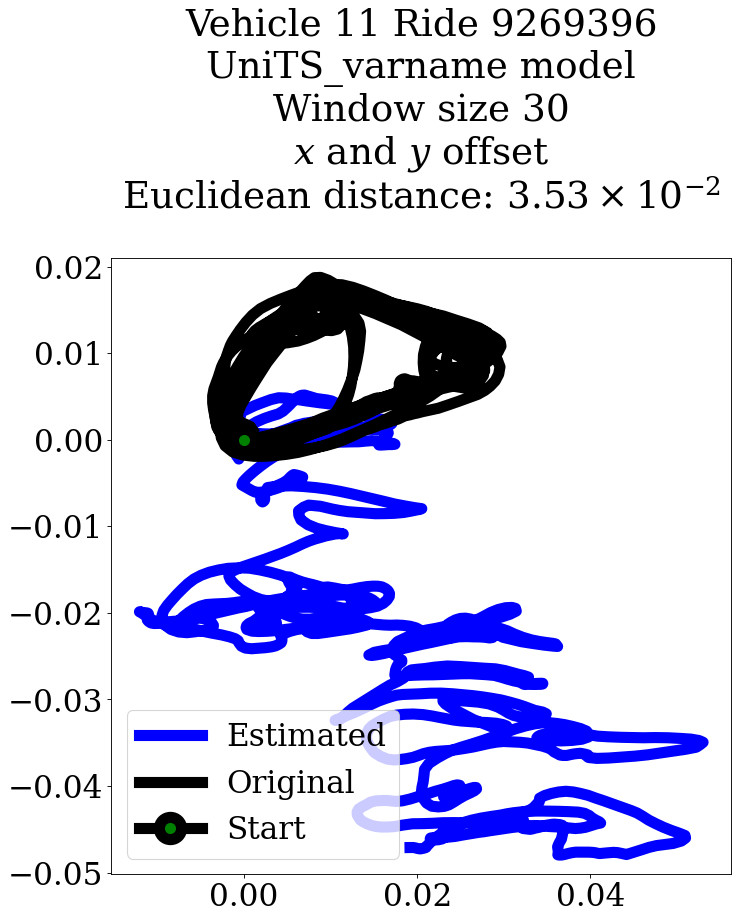 Vehicle 11 Ride 9269396
UniTS_varname model
Window size 30
x and y offset
Euclidean distance: 3.53 × 10⁻²
0.02
0.01
0.00
−0.01
−0.02
−0.03
−0.04
−0.05
Estimated
Original
Start
0.00 0.02 0.04